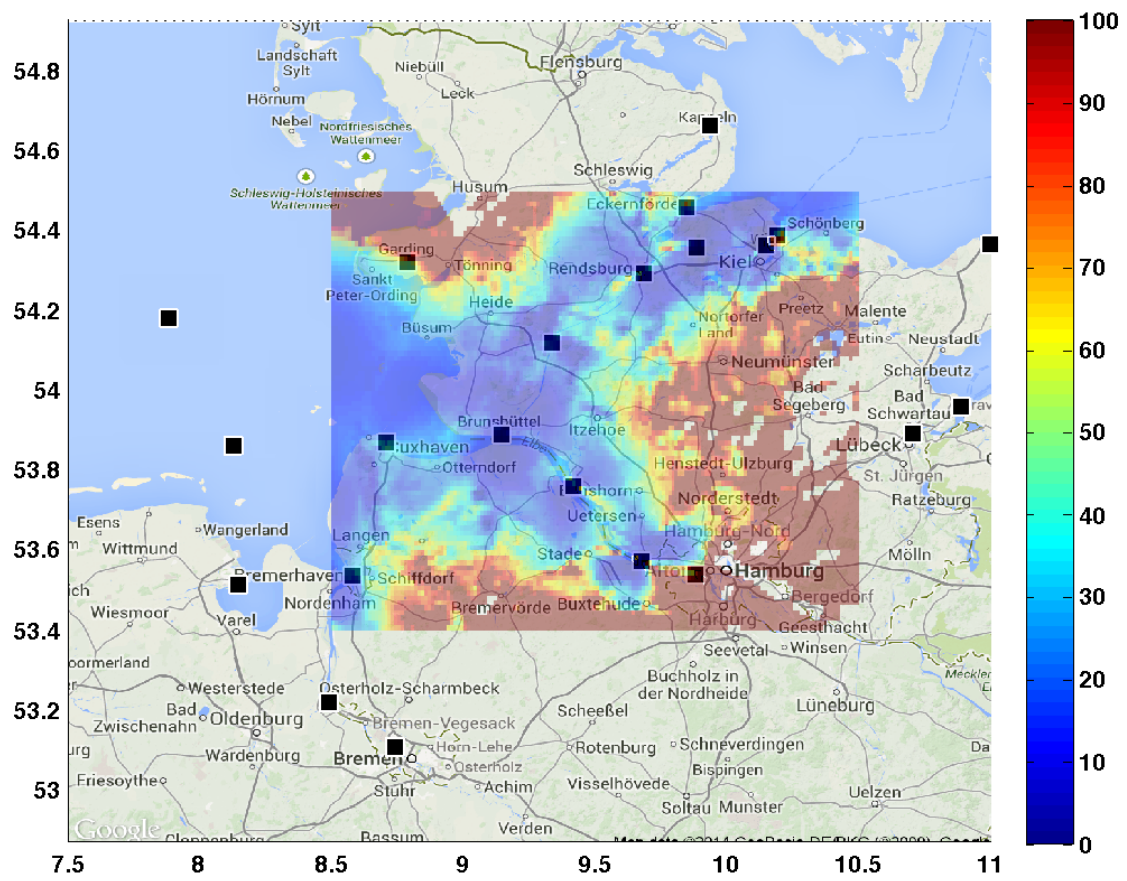 Sylt
Landschaft
Sylt
Niebüll
Flensburg
Leck
Hörnum
Nebel
Nordfriesisches
Wattenmeer
Kappeln
Schleswig
Schleswig-Holsteinisches
Wattenmeer
Husum
Eckernförde
Schönberg
Garding
Tönning
Rendsburg
Kiel
Sankt
Peter-Ording
Heide
Preetz
Malente
Büsum
Nortorfer
Land
Eutin
Neustadt
Neumünster
Scharbeutz
Bad
Segeberg
Bad
Schwartau
Brunsbüttel
Itzehoe
Cuxhaven
Elbe
Lübeck
Otterndorf
Henstedt-Ulzburg
St. Jürgen
Norderstedt
Ratzeburg
Esens
Wangerland
Uetersen
Hamburg-Nord
Wittmund
Langen
Stade
Mölln
Bremerhaven
Schiffdorf
Hamburg
Nordenham
Bremervörde
Buxtehude
Bergedorf
Wiesmoor
Varel
Harburg
Geesthacht
Seevetal
Winsen
Buchholz in
der Nordheide
Westerstede
Osterholz-Scharmbeck
Lüneburg
Bad
Zwischenahn
Oldenburg
Bremen-Vegesack
Scheeßel
Wardenburg
Bremen
Horn-Lehe
Osterholz
Rotenburg
Schneverdingen
Bispingen
Friesoythe
Stuhr
Achim
Visselhövede
Soltau
Munster
Uelzen
Verden
Bassum
Google
54.8
54.6
54.4
54.2
54
53.8
53.6
53.4
53.2
53
7.5
8
8.5
9
9.5
10
10.5
11
100
90
80
70
60
50
40
30
20
10
0